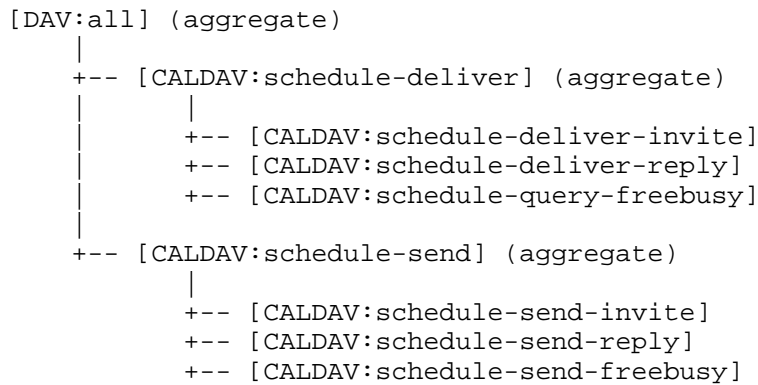 [DAV:all] (aggregate)
|
+-- [CALDAV:schedule-deliver] (aggregate)
| |
| +-- [CALDAV:schedule-deliver-invite]
| +-- [CALDAV:schedule-deliver-reply]
| +-- [CALDAV:schedule-query-freebusy]
|
+-- [CALDAV:schedule-send] (aggregate)
|
+-- [CALDAV:schedule-send-invite]
+-- [CALDAV:schedule-send-reply]
+-- [CALDAV:schedule-send-freebusy]